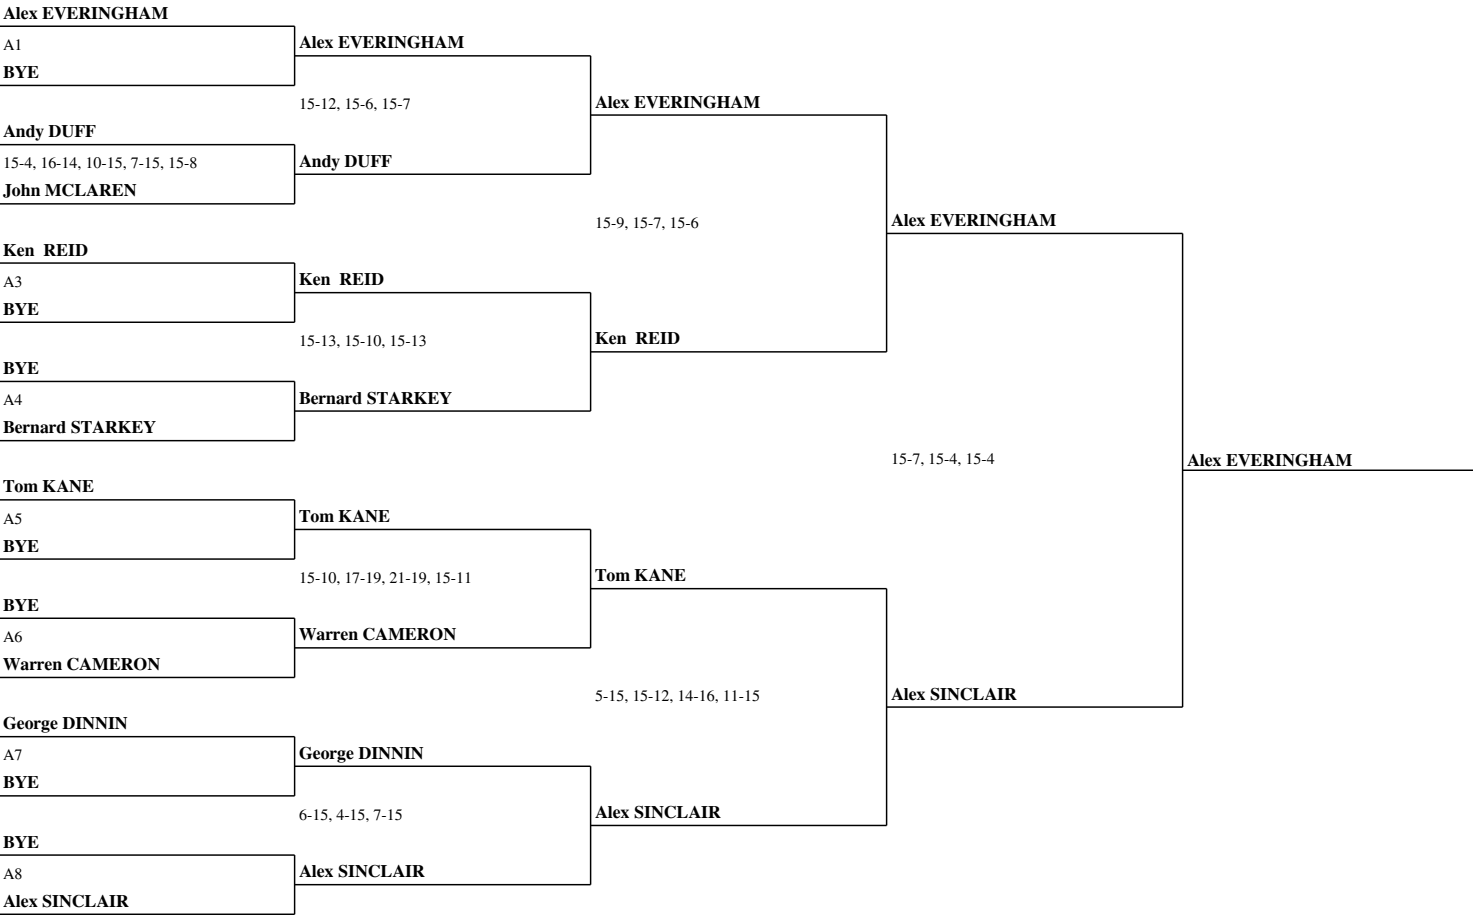 Alex EVERINGHAM
A1
BYE
Andy DUFF
15-4, 16-14, 10-15, 7-15, 15-8
John MCLAREN
Ken  REID
A3
BYE
BYE
A4
Bernard STARKEY
Tom KANE
A5
BYE
BYE
A6
Warren CAMERON
George DINNIN
A7
BYE
BYE
A8
Alex SINCLAIR
Alex EVERINGHAM
15-12, 15-6, 15-7
Andy DUFF
Ken  REID
15-13, 15-10, 15-13
Bernard STARKEY
Tom KANE
15-10, 17-19, 21-19, 15-11
Warren CAMERON
George DINNIN
6-15, 4-15, 7-15
Alex SINCLAIR
Alex EVERINGHAM
15-9, 15-7, 15-6
Ken  REID
Tom KANE
5-15, 15-12, 14-16, 11-15
Alex SINCLAIR
Alex EVERINGHAM
15-7, 15-4, 15-4
Alex SINCLAIR
Alex EVERINGHAM